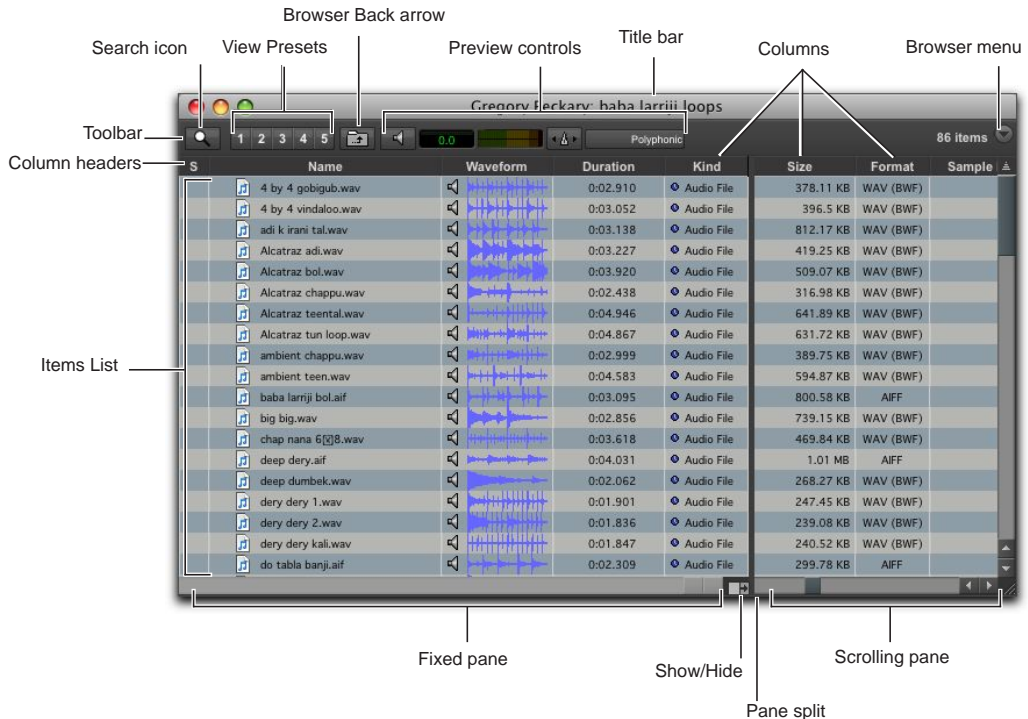 Browser Back arrow
Search icon
View Presets
Preview controls
Title bar
Columns
Browser menu
Gregory Peckary: baba larriji loops
Toolbar
1 2 3 4 5
0.0
Polyphonic
86 items
Column headers
S Name Waveform Duration Kind Size Format Sample
4 by 4 gobigub.wav 0:02.910 Audio File 378.11 KB WAV (BWF)
4 by 4 vindaloo.wav 0:03.052 Audio File 396.5 KB WAV (BWF)
adi k irani tal.wav 0:03.138 Audio File 812.17 KB WAV (BWF)
Alcatraz adi.wav 0:03.227 Audio File 419.25 KB WAV (BWF)
Alcatraz bol.wav 0:03.920 Audio File 509.07 KB WAV (BWF)
Alcatraz chappu.wav 0:02.438 Audio File 316.98 KB WAV (BWF)
Alcatraz teental.wav 0:04.946 Audio File 641.89 KB WAV (BWF)
Alcatraz tun loop.wav 0:04.867 Audio File 631.72 KB WAV (BWF)
ambient chappu.wav 0:02.999 Audio File 389.75 KB WAV (BWF)
Items List
ambient teen.wav 0:04.583 Audio File 594.87 KB WAV (BWF)
baba larriji bol.aif 0:03.095 Audio File 800.58 KB AIFF
big big.wav 0:02.856 Audio File 739.15 KB WAV (BWF)
chap nana 6 8.wav 0:03.618 Audio File 469.84 KB WAV (BWF)
deep dery.aif 0:04.031 Audio File 1.01 MB AIFF
deep dumbek.wav 0:02.062 Audio File 268.27 KB WAV (BWF)
dery dery 1.wav 0:01.901 Audio File 247.45 KB WAV (BWF)
dery dery 2.wav 0:01.836 Audio File 239.08 KB WAV (BWF)
dery dery kali.wav 0:01.847 Audio File 240.52 KB WAV (BWF)
do tabla banji.aif 0:02.309 Audio File 299.78 KB AIFF
Fixed pane
Show/Hide
Scrolling pane
Pane split